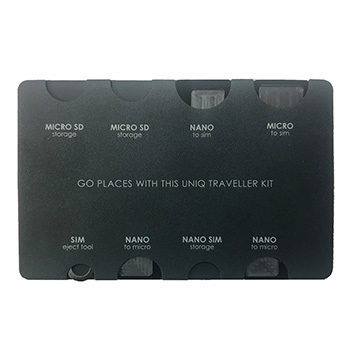 MICRO SD
storage
MICRO SD
storage
NANO
to sim
MICRO
to sim
GO PLACES WITH THIS UNIQ TRAVELLER KIT
SIM
eject tool
NANO
to micro
NANO SIM
storage
NANO
to micro